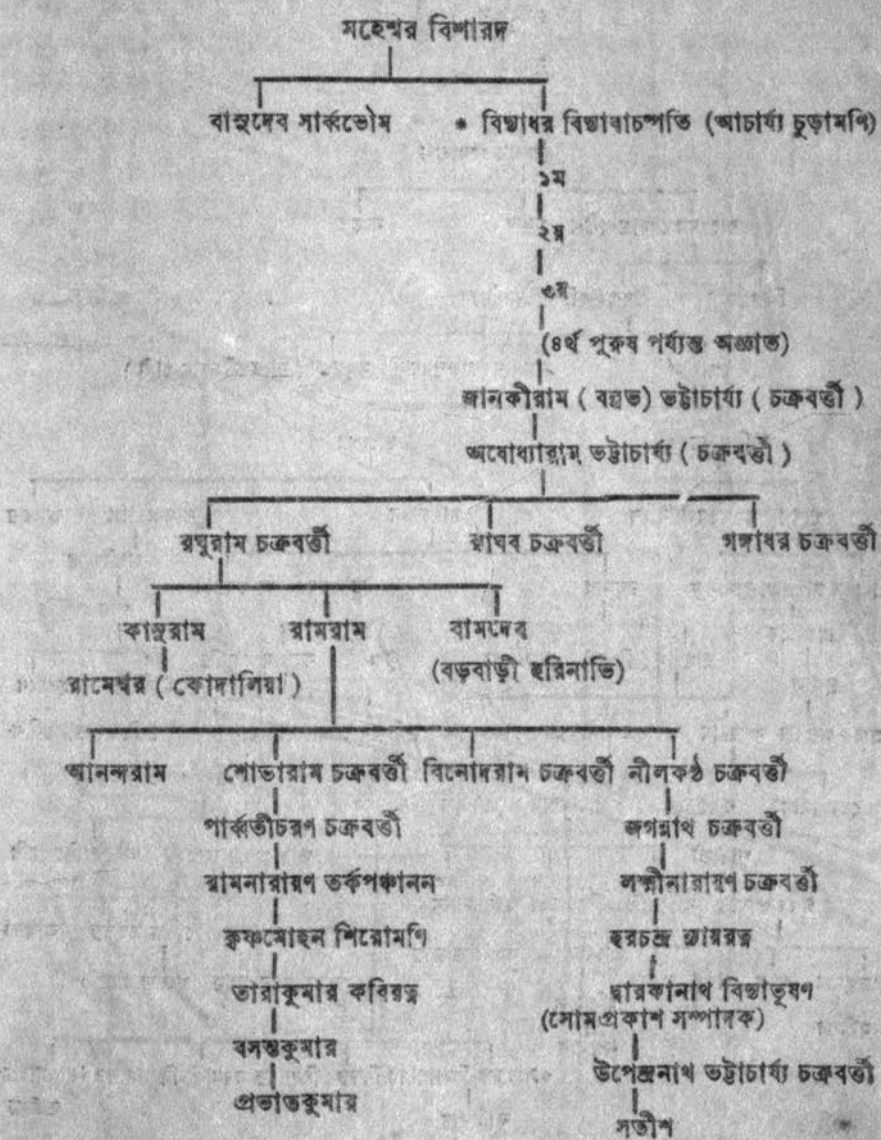 মহেশ্বর বিশারদ
বাসুদেব সার্ব্বভৌম * বিদ্যাধর বিদ্যাবাচস্পতি (আচার্য্য চূড়ামণি)
১ম
২য়
৩য়
(৪র্থ পুরুষ পর্য্যন্ত অজ্ঞাত)
জানকীরাম ( বল্লভ) ভট্টাচার্য্য ( চক্রবর্ত্তী )
অযোধ্যারাম ভট্টাচার্য্য ( চক্রবর্ত্তী )
রঘুরাম চক্রবর্ত্তী রাঘব চক্রবর্ত্তী গঙ্গাধর চক্রবর্ত্তী
কানুরাম রামরাম বামদেব
রামেশ্বর ( কোদালিয়া ) (বড়বাড়ী হরিনাভি)
আনন্দরাম শোভারাম চক্রবর্ত্তী বিনোদরাম চক্রবর্ত্তী নীলকণ্ঠ চক্রবর্ত্তী
পার্ব্বতীচরণ চক্রবর্ত্তী জগন্নাথ চক্রবর্ত্তী
রামনারায়ণ তর্কপঞ্চানন লক্ষ্মীনারায়ণ চক্রবর্ত্তী
কৃষ্ণমোহন শিরোমণি হরচন্দ্র ন্যায়রত্ন
তারাকুমার কবিরত্ন দ্বারকানাথ বিদ্যাভূষণ
(সোমপ্রকাশ সম্পাদক)
বসন্তকুমার উপেন্দ্রনাথ ভট্টাচার্য্য চক্রবর্ত্তী
প্রভাতকুমার সতীশ